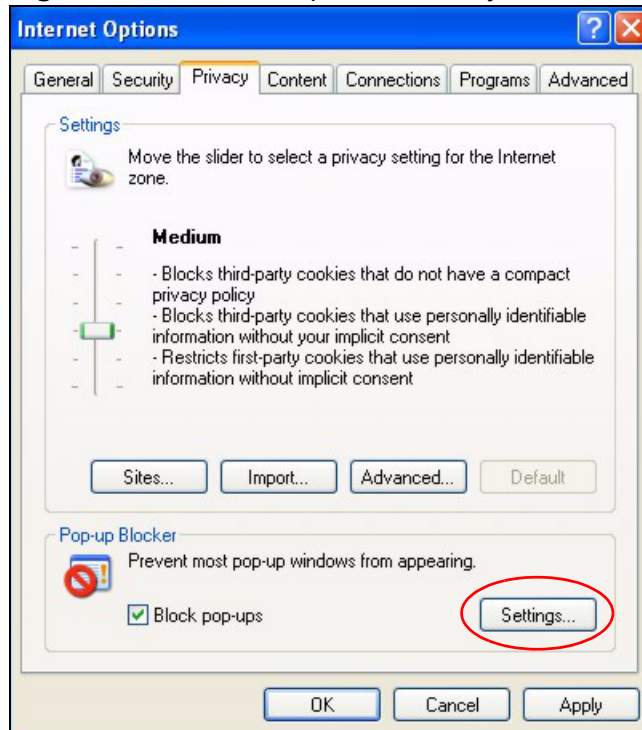 Internet Options
General Security Privacy Content Connections Programs Advanced
Settings
Move the slider to select a privacy setting for the Internet
zone.
Medium
- Blocks third-party cookies that do not have a compact
privacy policy
- Blocks third-party cookies that use personally identifiable
information without your implicit consent
- Restricts first-party cookies that use personally identifiable
information without implicit consent
Sites... Import... Advanced... Default
Pop-up Blocker
Prevent most pop-up windows from appearing.
Block pop-ups Settings...
OK Cancel Apply